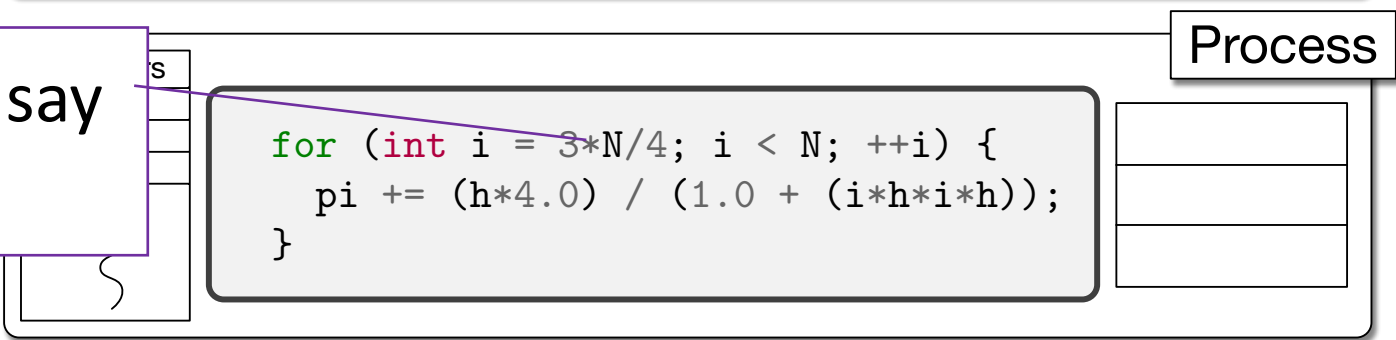 Process
say
for (int i = 3*N/4; i < N; ++i) {
pi += (h*4.0) / (1.0 + (i*h*i*h));
}